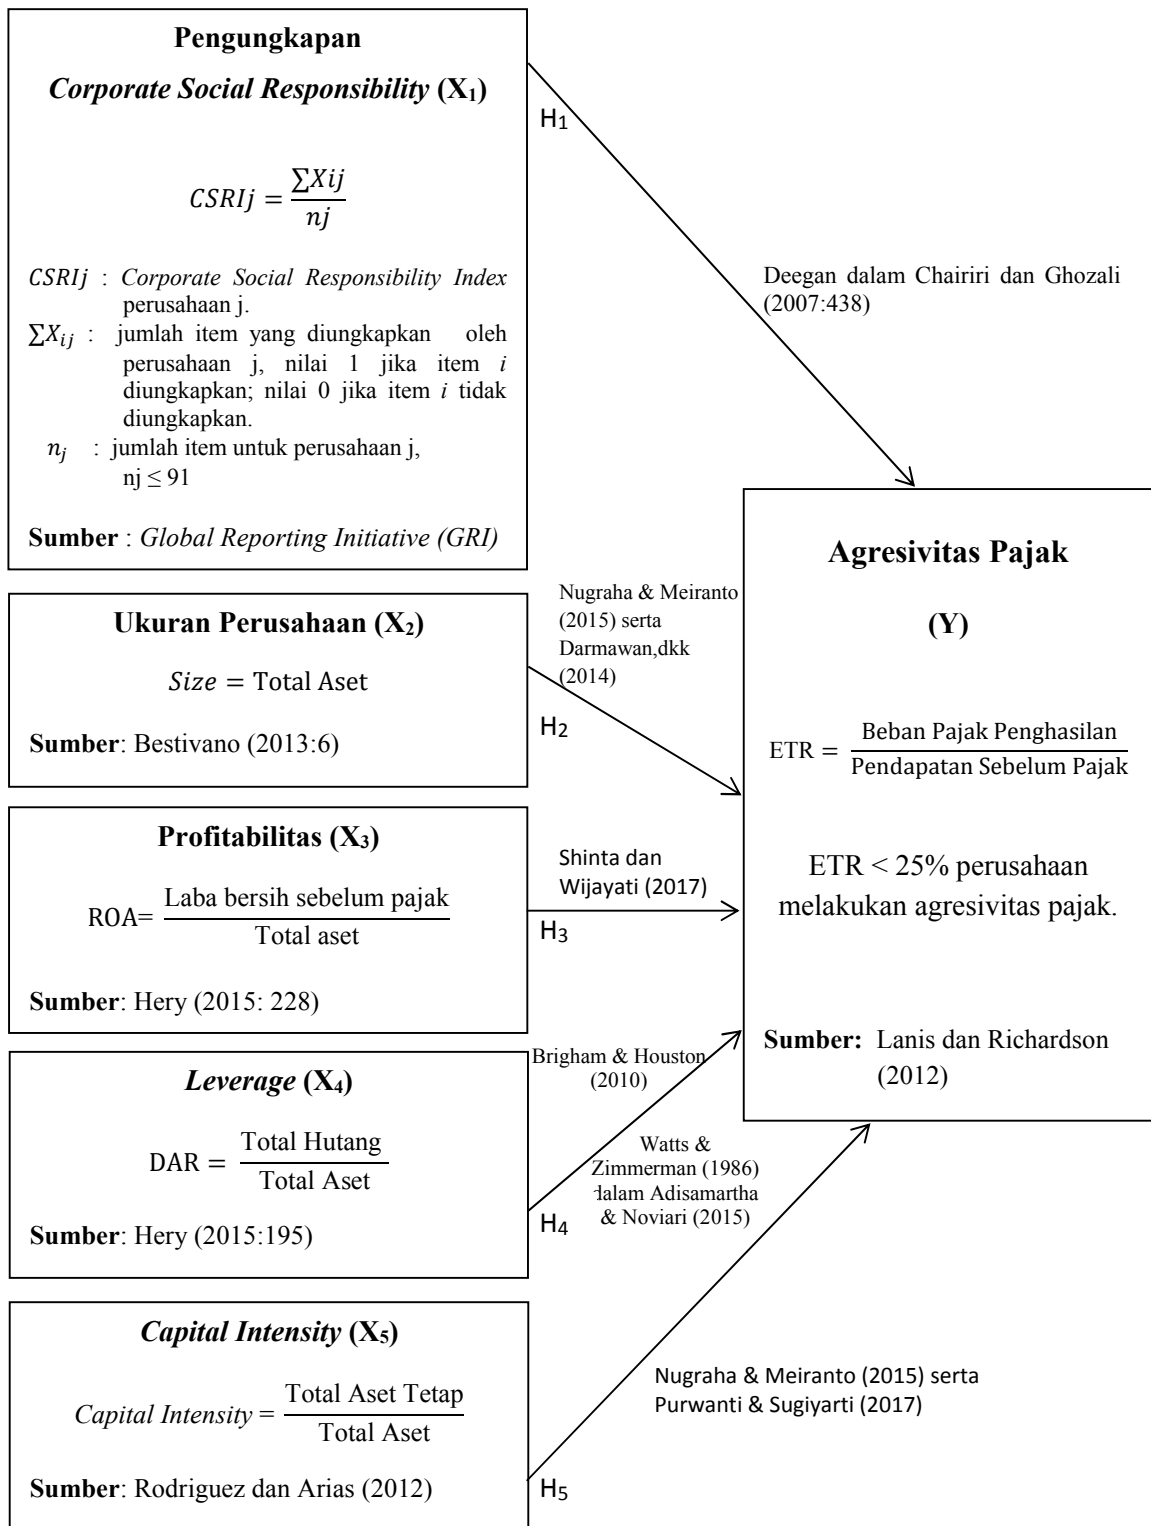 Pengungkapan
Corporate Social Responsibility (X₁)
CSRIj = ∑Xij / nj
CSRIj : Corporate Social Responsibility Index
perusahaan j.
∑Xᵢⱼ : jumlah item yang diungkapkan oleh
perusahaan j, nilai 1 jika item i
diungkapkan; nilai 0 jika item i tidak
diungkapkan.
nⱼ : jumlah item untuk perusahaan j,
nj ≤ 91
Sumber : Global Reporting Initiative (GRI)
H₁
Deegan dalam Chairiri dan Ghozali
(2007:438)
Ukuran Perusahaan (X₂)
Size = Total Aset
Sumber: Bestivano (2013:6)
Nugraha & Meiranto
(2015) serta
Darmawan,dkk
(2014)
H₂
Profitabilitas (X₃)
ROA= Laba bersih sebelum pajak / Total aset
Sumber: Hery (2015: 228)
Shinta dan
Wijayati (2017)
H₃
Leverage (X₄)
DAR = Total Hutang / Total Aset
Sumber: Hery (2015:195)
Brigham & Houston
(2010)
H₄
Watts &
Zimmerman (1986)
dalam Adisamartha
& Noviari (2015)
Capital Intensity (X₅)
Capital Intensity = Total Aset Tetap / Total Aset
Sumber: Rodriguez dan Arias (2012)
H₅
Nugraha & Meiranto (2015) serta
Purwanti & Sugiyarti (2017)
Agresivitas Pajak
(Y)
ETR = Beban Pajak Penghasilan / Pendapatan Sebelum Pajak
ETR < 25% perusahaan
melakukan agresivitas pajak.
Sumber: Lanis dan Richardson
(2012)